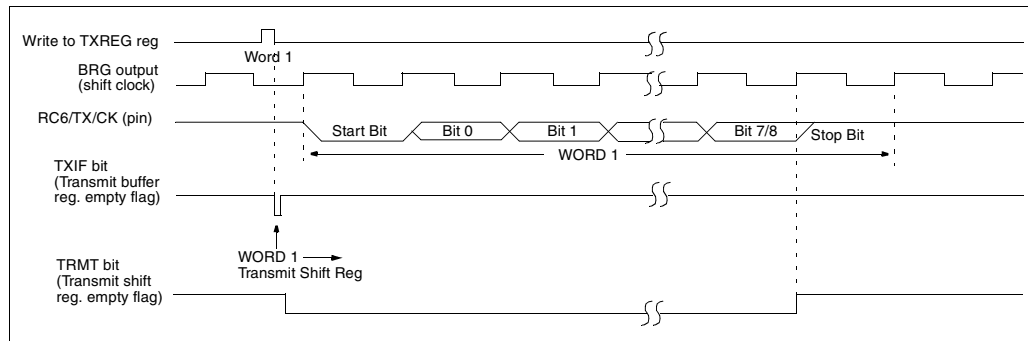 Write to TXREG reg
Word 1
BRG output
(shift clock)
RC6/TX/CK (pin)
Start Bit
Bit 0
Bit 1
Bit 7/8
Stop Bit
WORD 1
TXIF bit
(Transmit buffer
reg. empty flag)
WORD 1
Transmit Shift Reg
TRMT bit
(Transmit shift
reg. empty flag)